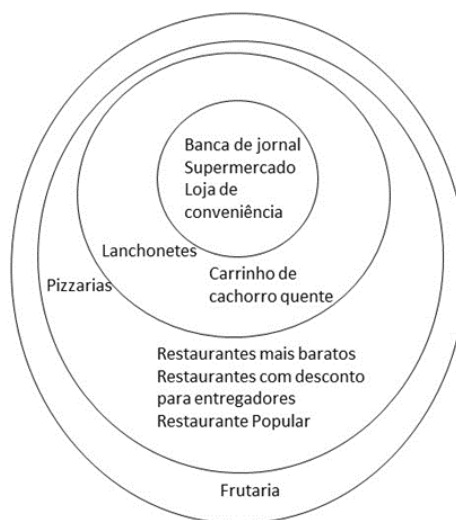 Banca de jornal
Supermercado
Loja de
conveniência
Lanchonetes
Carrinho de
cachorro quente
Pizzarias
Restaurantes mais baratos
Restaurantes com desconto
para entregadores
Restaurante Popular
Frutaria